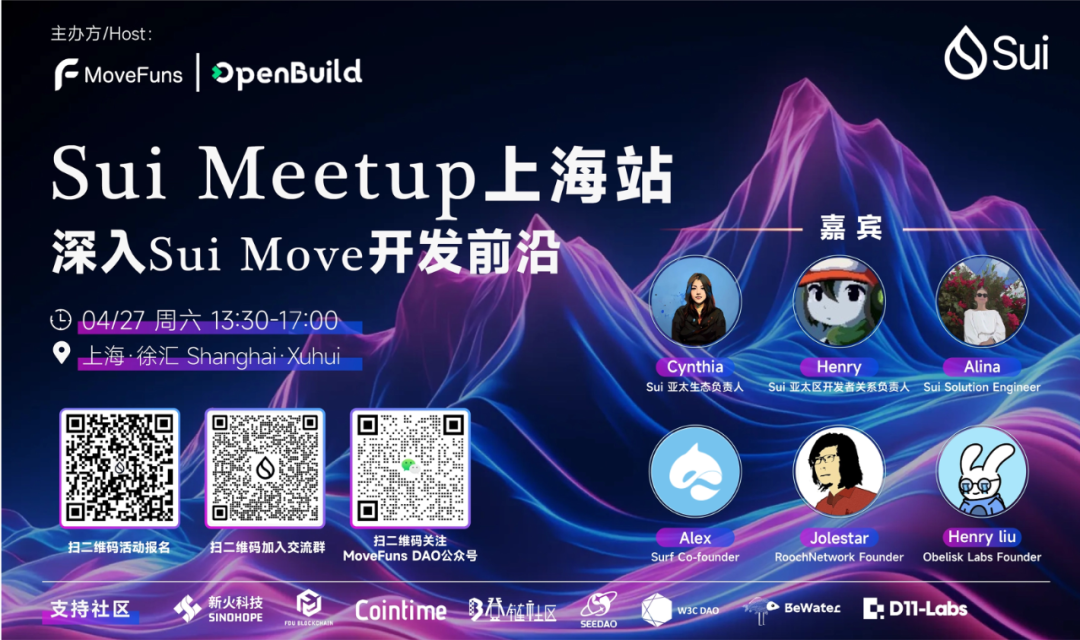 主办方/Host:
MoveFuns | OpenBuild
Sui
Sui Meetup上海站
深入Sui Move开发前沿
04/27 周六 13:30-17:00
上海·徐汇 Shanghai·Xuhui
嘉宾
Cynthia
Sui 亚太生态负责人
Henry
Sui 亚太区开发者关系负责人
Alina
Sui Solution Engineer
Alex
Surf Co-founder
Jolestar
RoochNetwork Founder
Henry liu
Obelisk Labs Founder
扫二维码活动报名
扫二维码加入交流群
扫二维码关注
MoveFuns DAO公众号
支持社区
新火科技
SINOHOPE
FDU BLOCKCHAIN
Cointime
登链社区
SEEDAO
W3C DAO
BeWater
D11-Labs